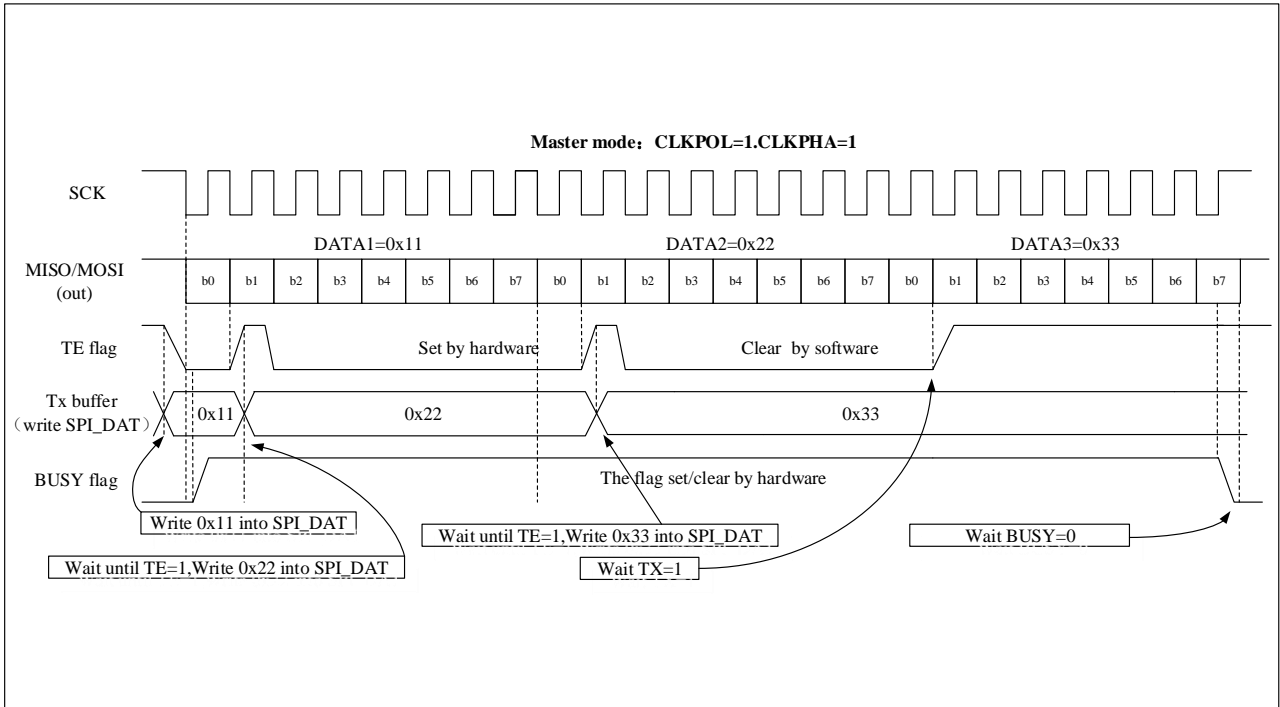 Master mode：CLKPOL=1.CLKPHA=1
SCK
DATA1=0x11 DATA2=0x22 DATA3=0x33
MISO/MOSI
(out)
b0 b1 b2 b3 b4 b5 b6 b7 b0 b1 b2 b3 b4 b5 b6 b7 b0 b1 b2 b3 b4 b5 b6 b7
TE flag Set by hardware Clear by software
Tx buffer
（write SPI_DAT） 0x11 0x22 0x33
BUSY flag The flag set/clear by hardware
Write 0x11 into SPI_DAT
Wait until TE=1,Write 0x33 into SPI_DAT
Wait BUSY=0
Wait until TE=1,Write 0x22 into SPI_DAT
Wait TX=1